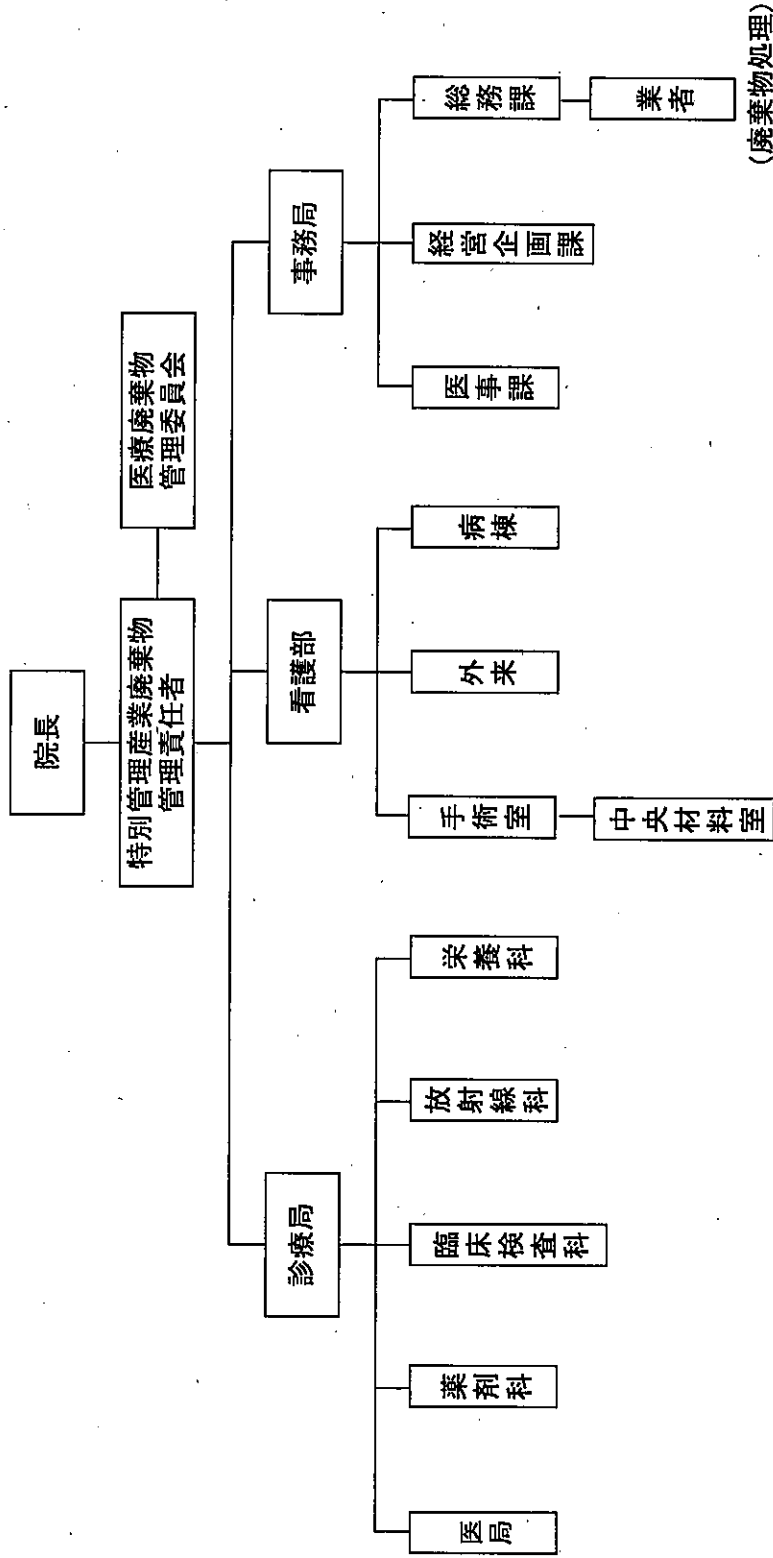 院長
特別管理産業廃棄物
管理責任者
医療廃棄物
管理委員会
診療局
看護部
事務局
医局
薬剤科
臨床検査科
放射線科
栄養科
手術室
外来
病棟
医事課
経営企画課
総務課
中央材料室
業者
(廃棄物処理)